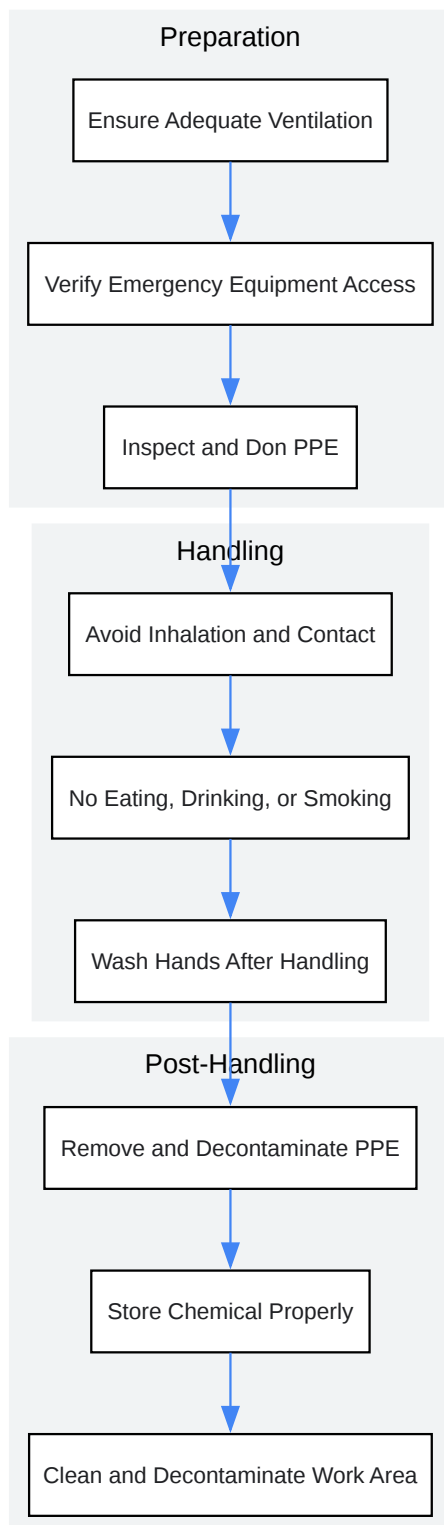 Preparation
Ensure Adequate Ventilation
Verify Emergency Equipment Access
Inspect and Don PPE
Handling
Avoid Inhalation and Contact
No Eating, Drinking, or Smoking
Wash Hands After Handling
Post-Handling
Remove and Decontaminate PPE
Store Chemical Properly
Clean and Decontaminate Work Area